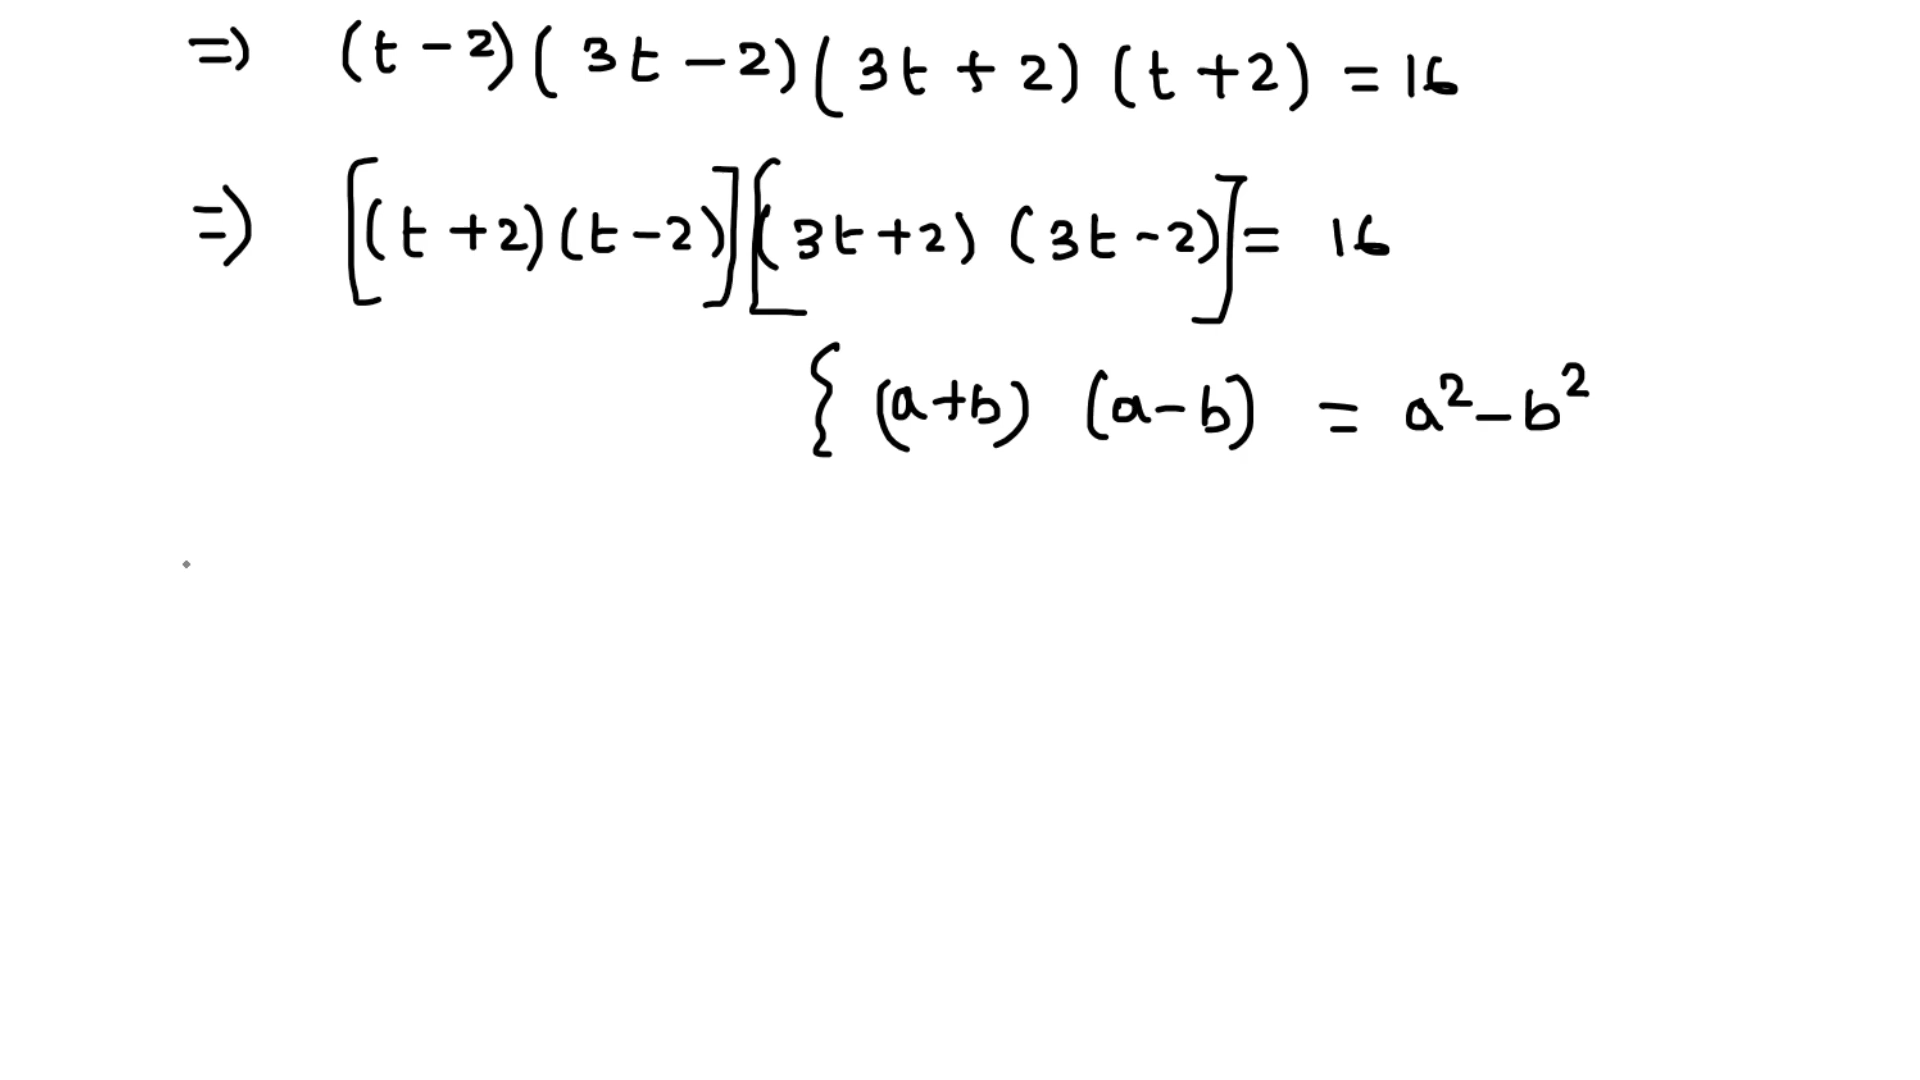 => (t-2)(3t-2)(3t+2)(t+2) = 16
=> [(t+2)(t-2)][(3t+2)(3t-2)] = 16
{ (a+b) (a-b) = a²-b²